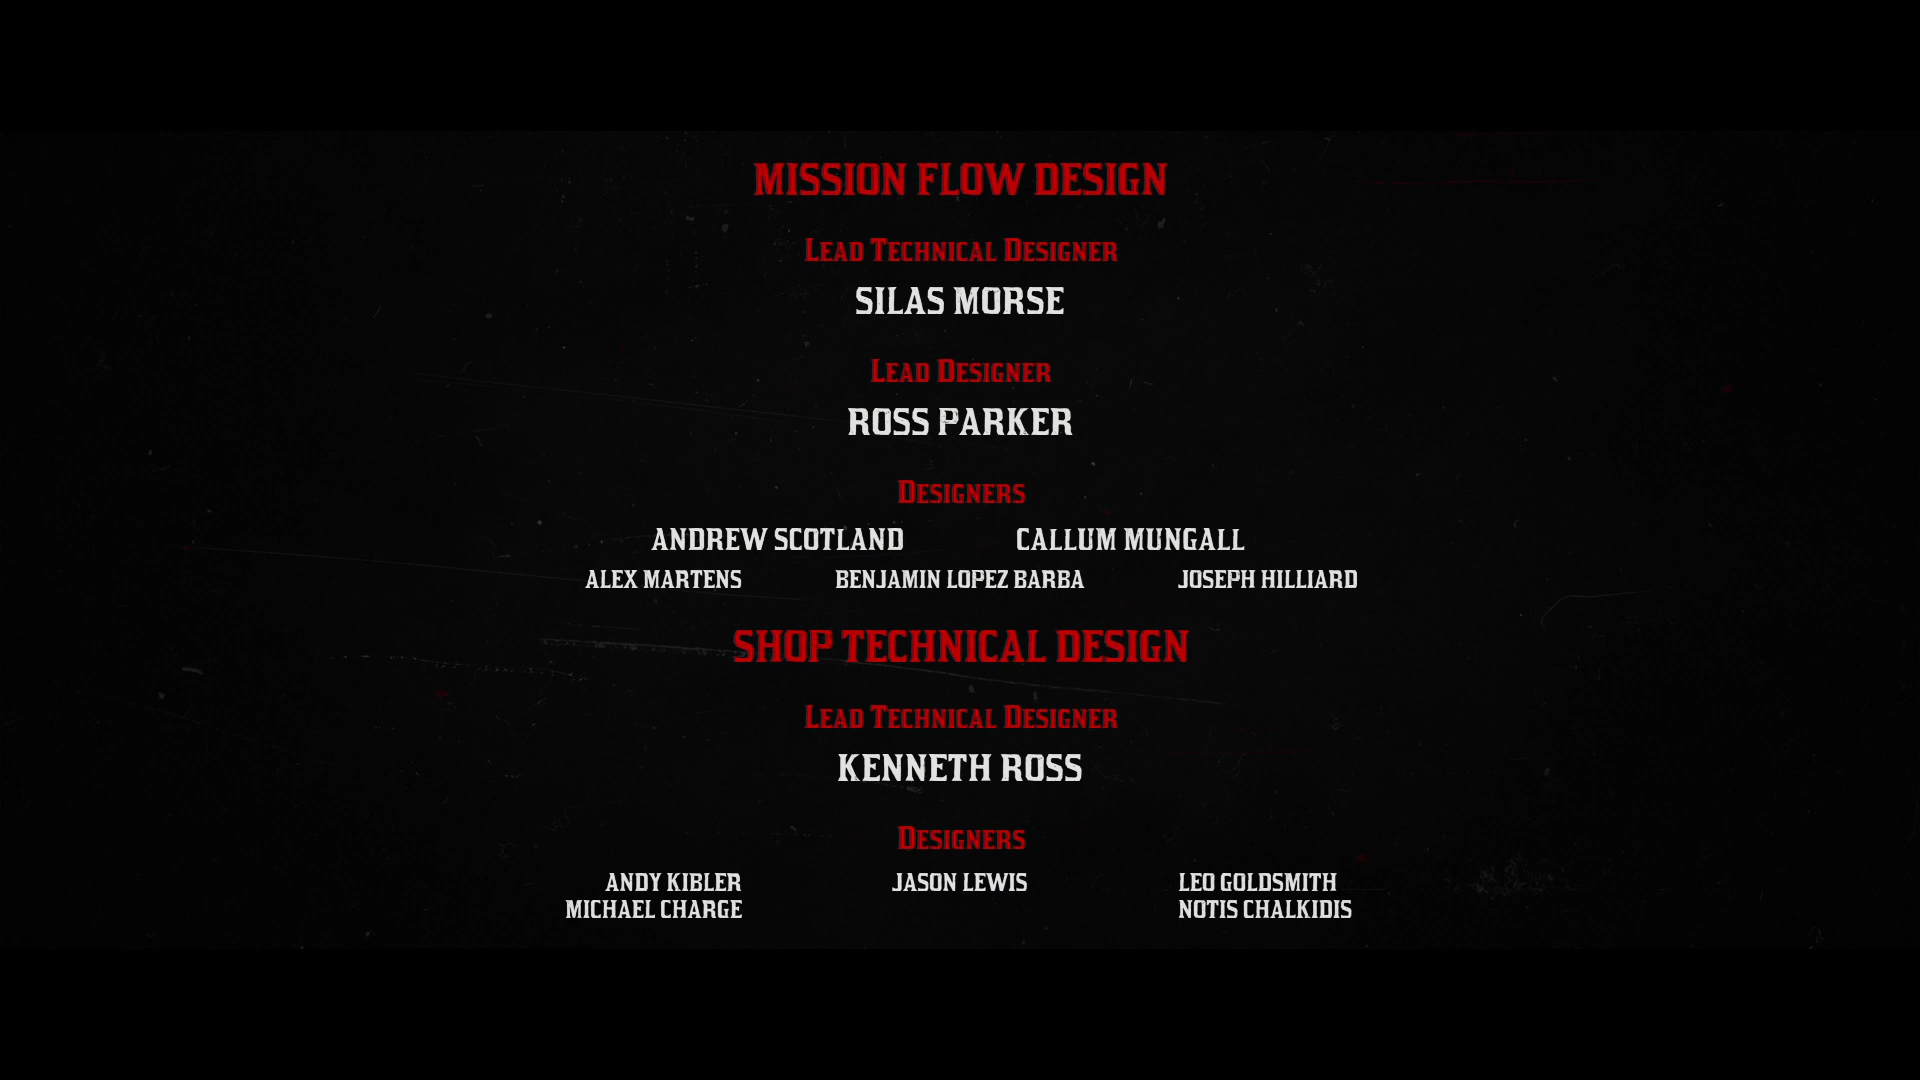 MISSION FLOW DESIGN
LEAD TECHNICAL DESIGNER
SILAS MORSE
LEAD DESIGNER
ROSS PARKER
DESIGNERS
ANDREW SCOTLAND CALLUM MUNGALL
ALEX MARTENS BENJAMIN LOPEZ BARBA JOSEPH HILLIARD
SHOP TECHNICAL DESIGN
LEAD TECHNICAL DESIGNER
KENNETH ROSS
DESIGNERS
ANDY KIBLER JASON LEWIS LEO GOLDSMITH
MICHAEL CHARGE NOTIS CHALKIDIS